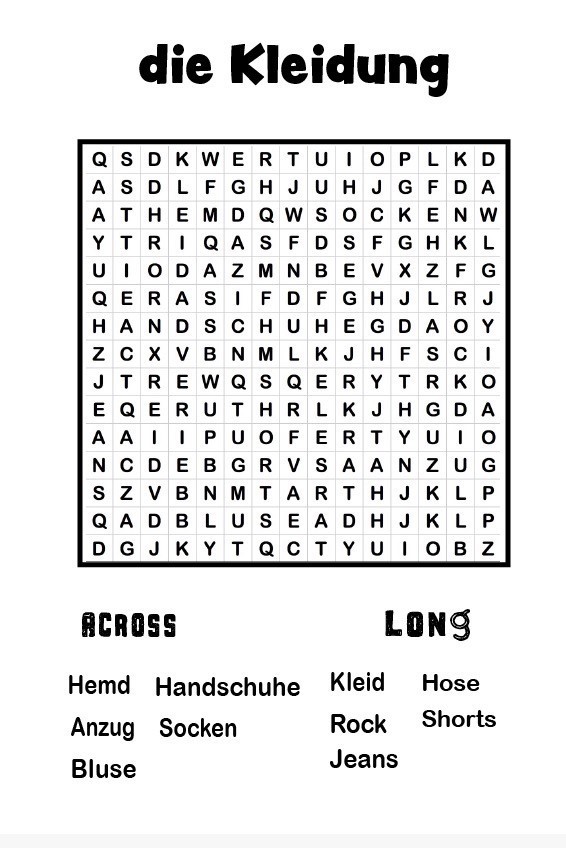 die Kleidung
Q S D K W E R T U I O P L K D
A S D L F G H J U H J G F D A
A T H E M D Q W S O C K E N W
Y T R I Q A S F D S F G H K L
U I O D A Z M N B E V X Z F G
Q E R A S I F D F G H J L R J
H A N D S C H U H E G D A O Y
Z C X V B N M L K J H F S C I
J T R E W Q S Q E R Y T R K O
E Q E R U T H R L K J H G D A
A A I I P U O F E R T Y U I O
N C D E B G R V S A A N Z U G
S Z V B N M T A R T H J K L P
Q A D B L U S E A D H J K L P
D G J K Y T Q C T Y U I O B Z
ACROSS LONG
Hemd Handschuhe Kleid Hose
Anzug Socken Rock Shorts
Bluse Jeans